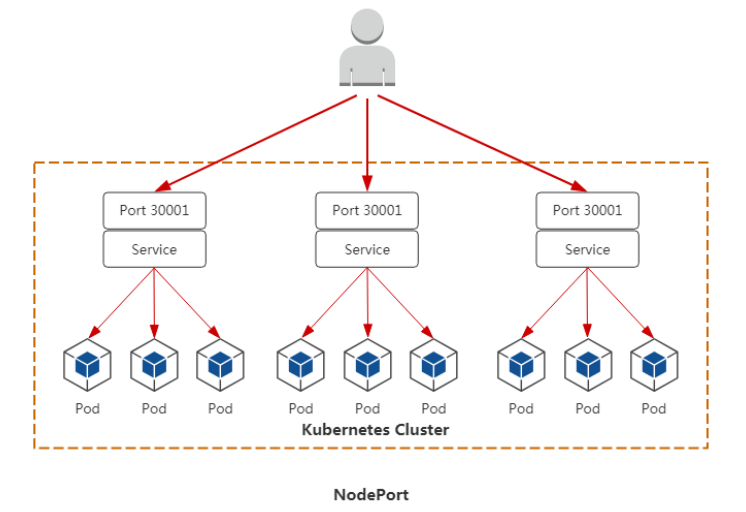 Port 30001 Port 30001 Port 30001
Service Service Service
Pod Pod Pod Pod Pod Pod Pod Pod Pod
Kubernetes Cluster
NodePort